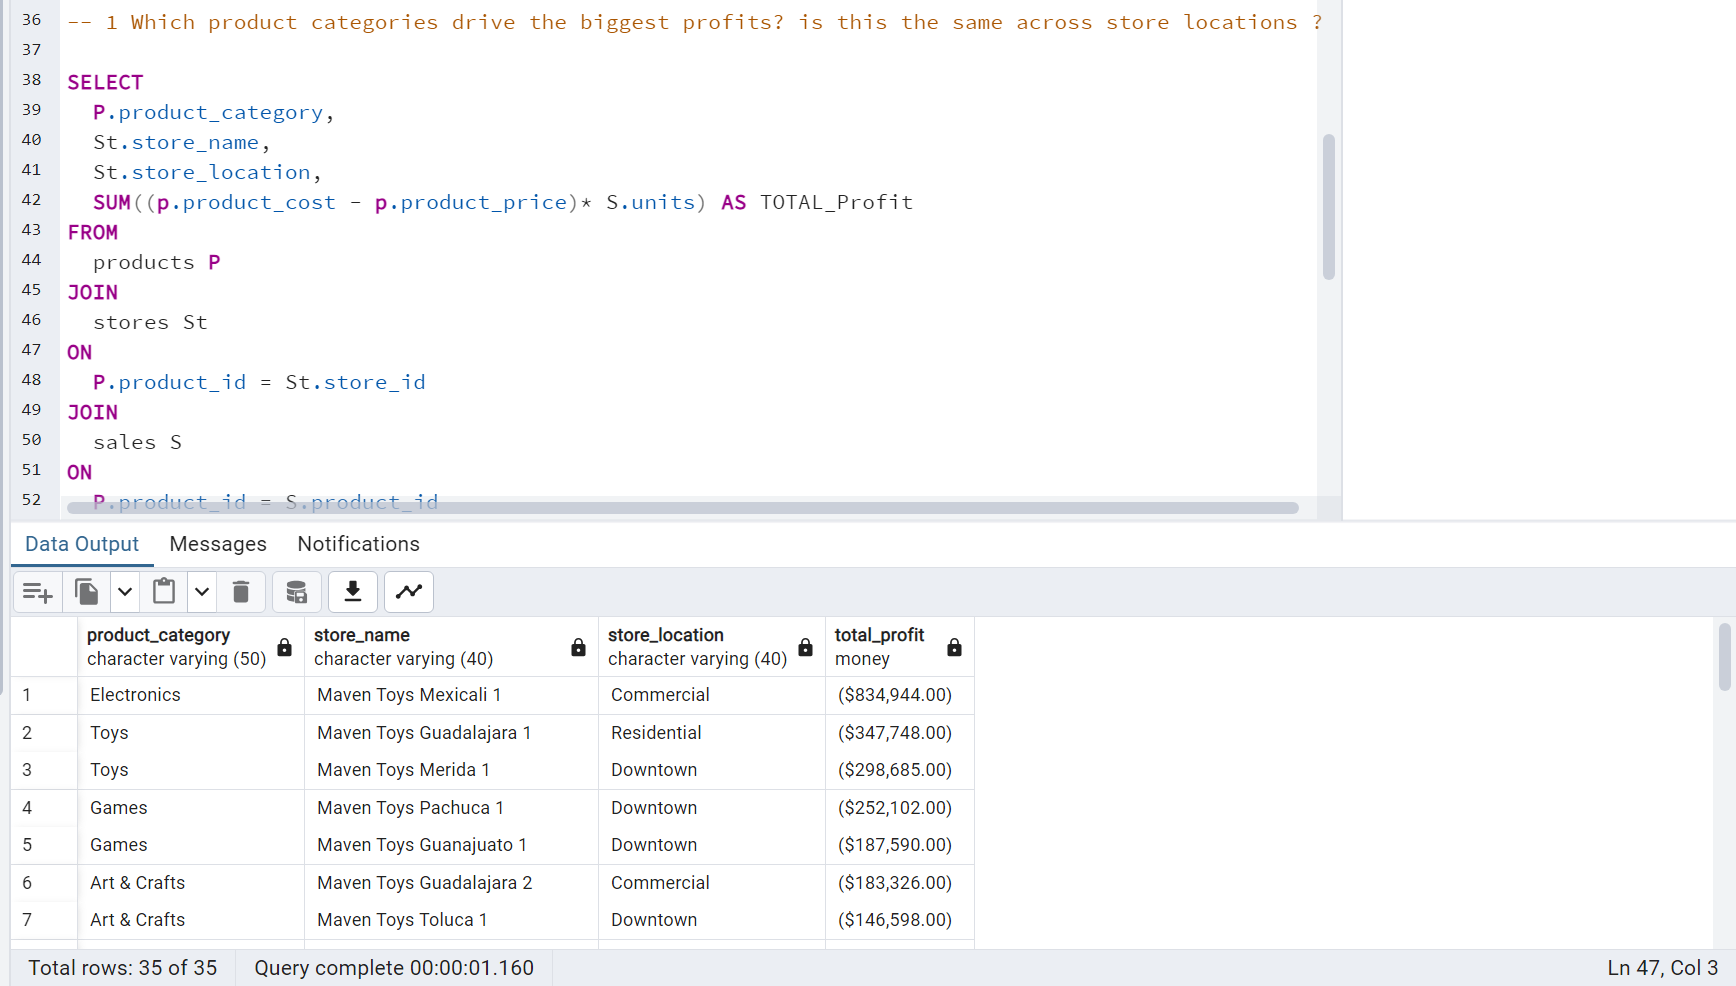 36 -- 1 Which product categories drive the biggest profits? is this the same across store locations ?
37
38 SELECT
39 P.product_category,
40 St.store_name,
41 St.store_location,
42 SUM((p.product_cost - p.product_price)* S.units) AS TOTAL_Profit
43 FROM
44 products P
45 JOIN
46 stores St
47 ON
48 P.product_id = St.store_id
49 JOIN
50 sales S
51 ON
52 P.product_id = S.product_id
Data Output Messages Notifications
product_category store_name store_location total_profit
character varying (50) character varying (40) character varying (40) money
1 Electronics Maven Toys Mexicali 1 Commercial ($834,944.00)
2 Toys Maven Toys Guadalajara 1 Residential ($347,748.00)
3 Toys Maven Toys Merida 1 Downtown ($298,685.00)
4 Games Maven Toys Pachuca 1 Downtown ($252,102.00)
5 Games Maven Toys Guanajuato 1 Downtown ($187,590.00)
6 Art & Crafts Maven Toys Guadalajara 2 Commercial ($183,326.00)
7 Art & Crafts Maven Toys Toluca 1 Downtown ($146,598.00)
Total rows: 35 of 35 Query complete 00:00:01.160 Ln 47, Col 3